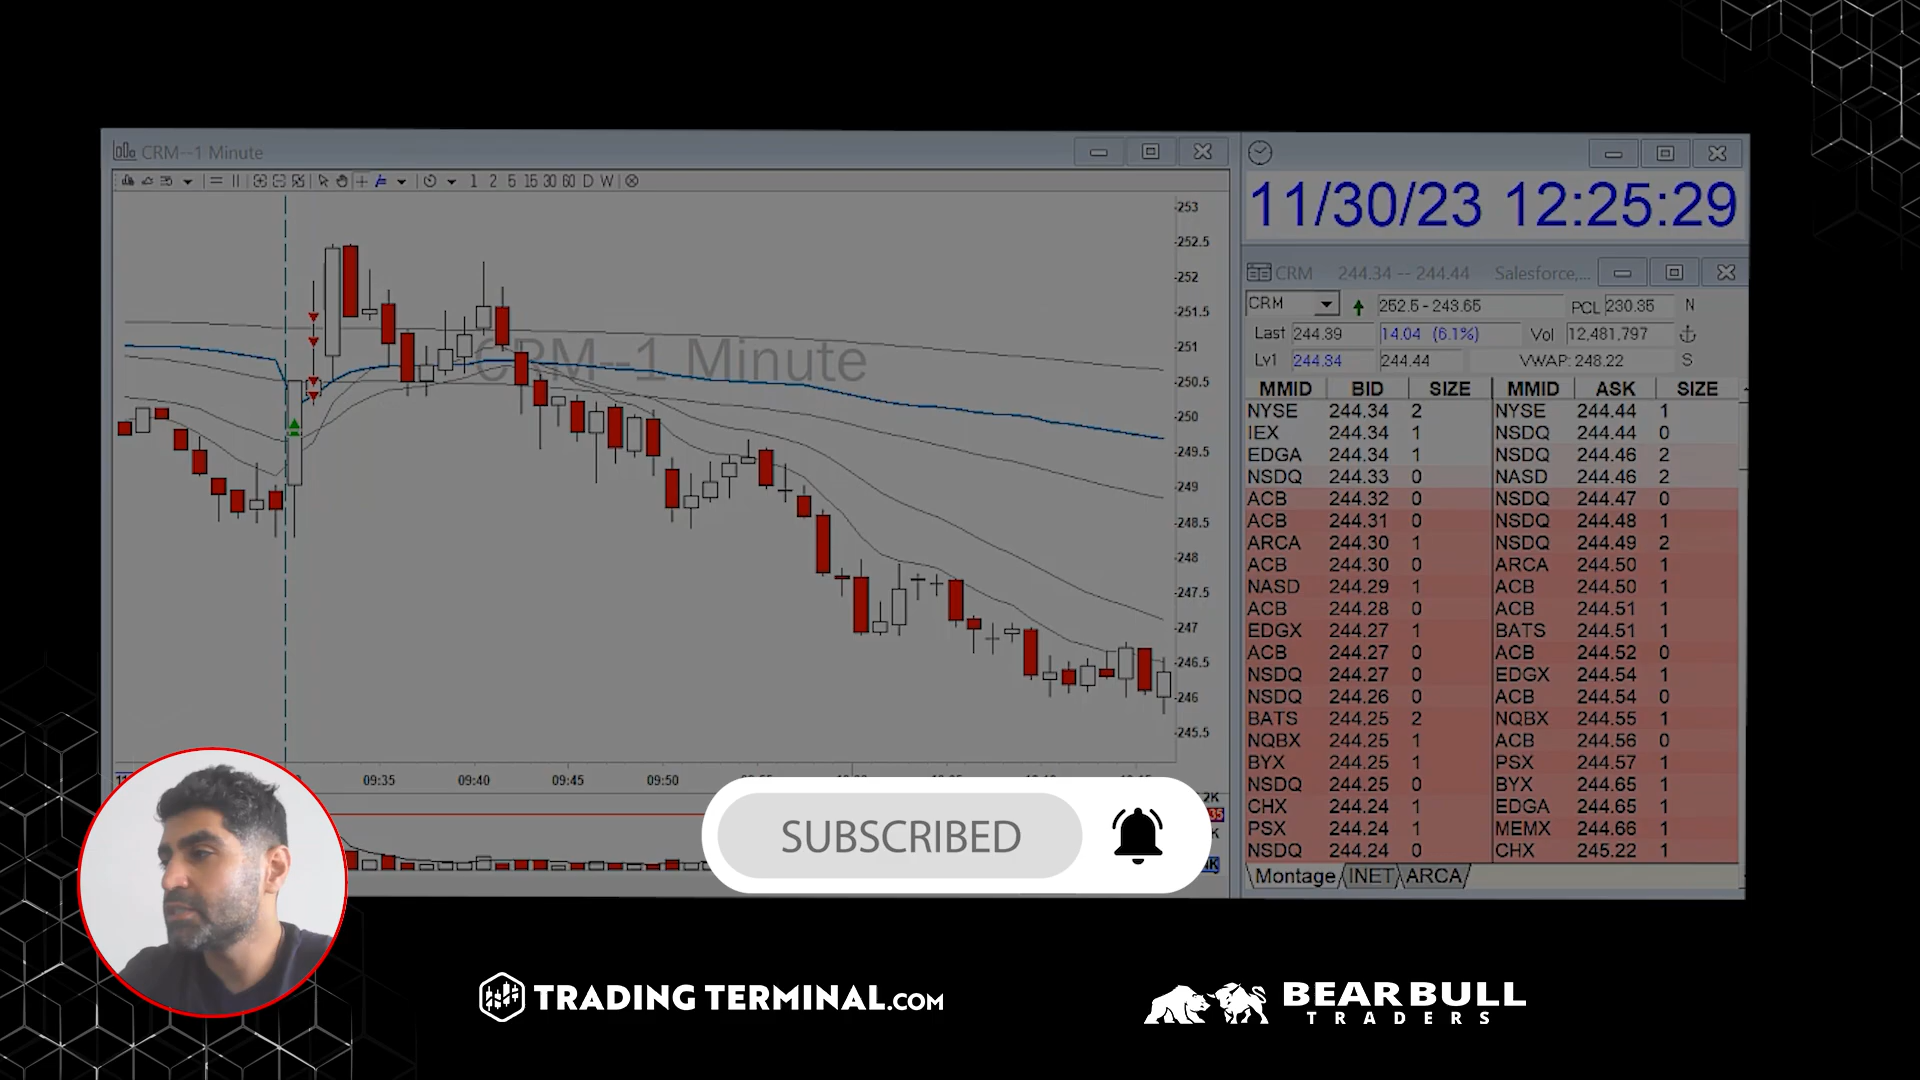 CRM--1 Minute
1 2 5 15 30 60 D W
CRM--1 Minute
253
252.5
252
251.5
251
250.5
250
249.5
249
248.5
248
247.5
247
246.5
246
245.5
09:35 09:40 09:45 09:50
11/30/23 12:25:29
CRM 244.34 -- 244.44 Salesforce,...
CRM 252.5 - 243.65 PCL 230.35 N
Last 244.39 14.04 (6.1%) Vol 12,481,797
Lv1 244.34 244.44 VWAP: 248.22 S
MMID BID SIZE MMID ASK SIZE
NYSE 244.34 2 NYSE 244.44 1
IEX 244.34 1 NSDQ 244.44 0
EDGA 244.34 1 NSDQ 244.46 2
NSDQ 244.33 0 NASD 244.46 2
ACB 244.32 0 NSDQ 244.47 0
ACB 244.31 0 NSDQ 244.48 1
ARCA 244.30 1 NSDQ 244.49 2
ACB 244.30 0 ARCA 244.50 1
NASD 244.29 1 ACB 244.50 1
ACB 244.28 0 ACB 244.51 1
EDGX 244.27 1 BATS 244.51 1
ACB 244.27 0 ACB 244.52 0
NSDQ 244.27 0 EDGX 244.54 1
NSDQ 244.26 0 ACB 244.54 0
BATS 244.25 2 NQBX 244.55 1
NQBX 244.25 1 ACB 244.56 0
BYX 244.25 1 PSX 244.57 1
NSDQ 244.25 0 BYX 244.65 1
CHX 244.24 1 EDGA 244.65 1
PSX 244.24 1 MEMX 244.66 1
NSDQ 244.24 0 CHX 245.22 1
Montage INET ARCA
SUBSCRIBED
TRADING TERMINAL.COM
BEAR BULL
TRADERS